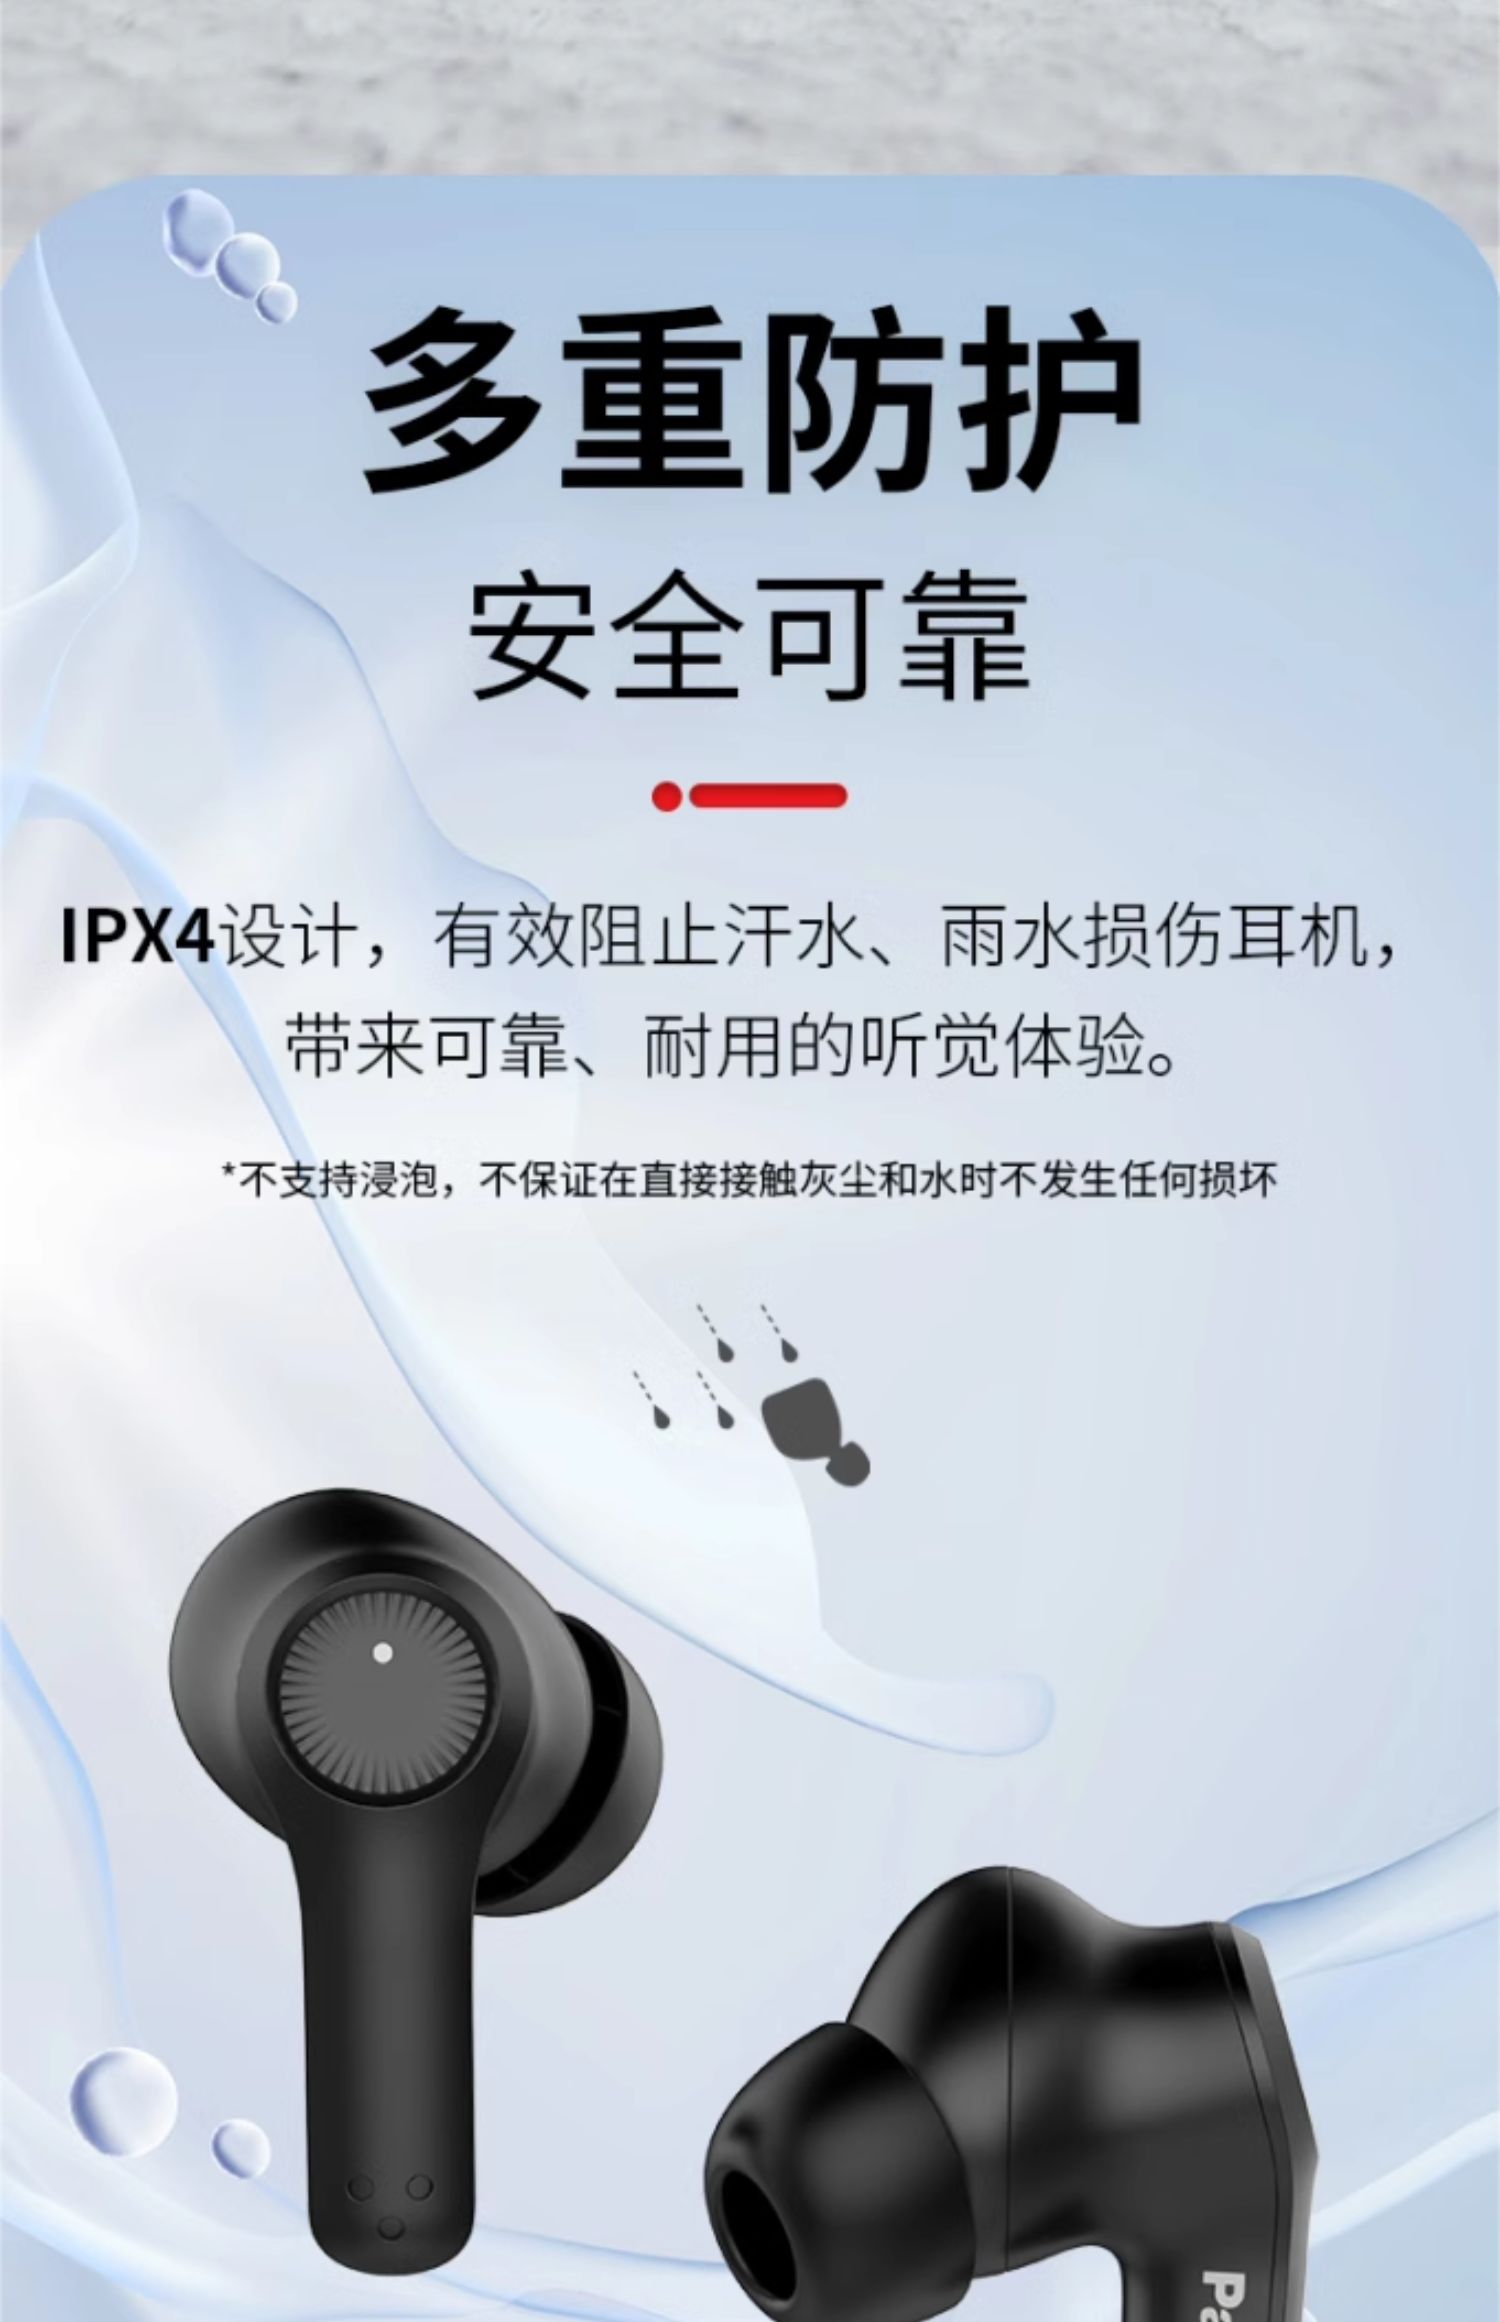 多重防护
安全可靠
IPX4设计，有效阻止汗水、雨水损伤耳机，
带来可靠、耐用的听觉体验。
*不支持浸泡，不保证在直接接触灰尘和水时不发生任何损坏